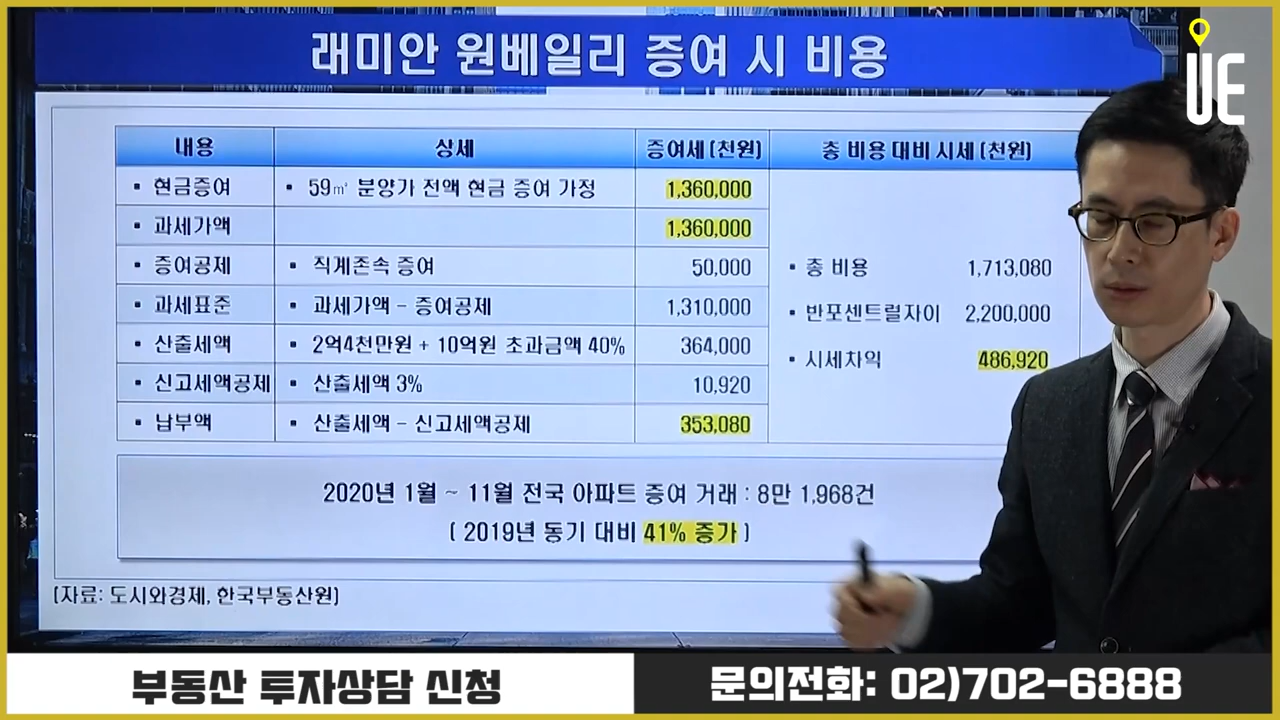 래미안 원베일리 증여 시 비용
UE
내용 상세 증여세 (천원) 총 비용 대비 시세 (천원)
▪ 현금증여 ▪ 59㎡ 분양가 전액 현금 증여 가정 1,360,000
▪ 과세가액 1,360,000
▪ 증여공제 ▪ 직계존속 증여 50,000
▪ 과세표준 ▪ 과세가액 - 증여공제 1,310,000
▪ 산출세액 ▪ 2억4천만원 + 10억원 초과금액 40% 364,000
▪ 신고세액공제 ▪ 산출세액 3% 10,920
▪ 납부액 ▪ 산출세액 - 신고세액공제 353,080
▪ 총 비용 1,713,080
▪ 반포센트럴자이 2,200,000
▪ 시세차익 486,920
2020년 1월 ~ 11월 전국 아파트 증여 거래 : 8만 1,968건
( 2019년 동기 대비 41% 증가 )
(자료: 도시와경제, 한국부동산원)
부동산 투자상담 신청
문의전화: 02)702-6888